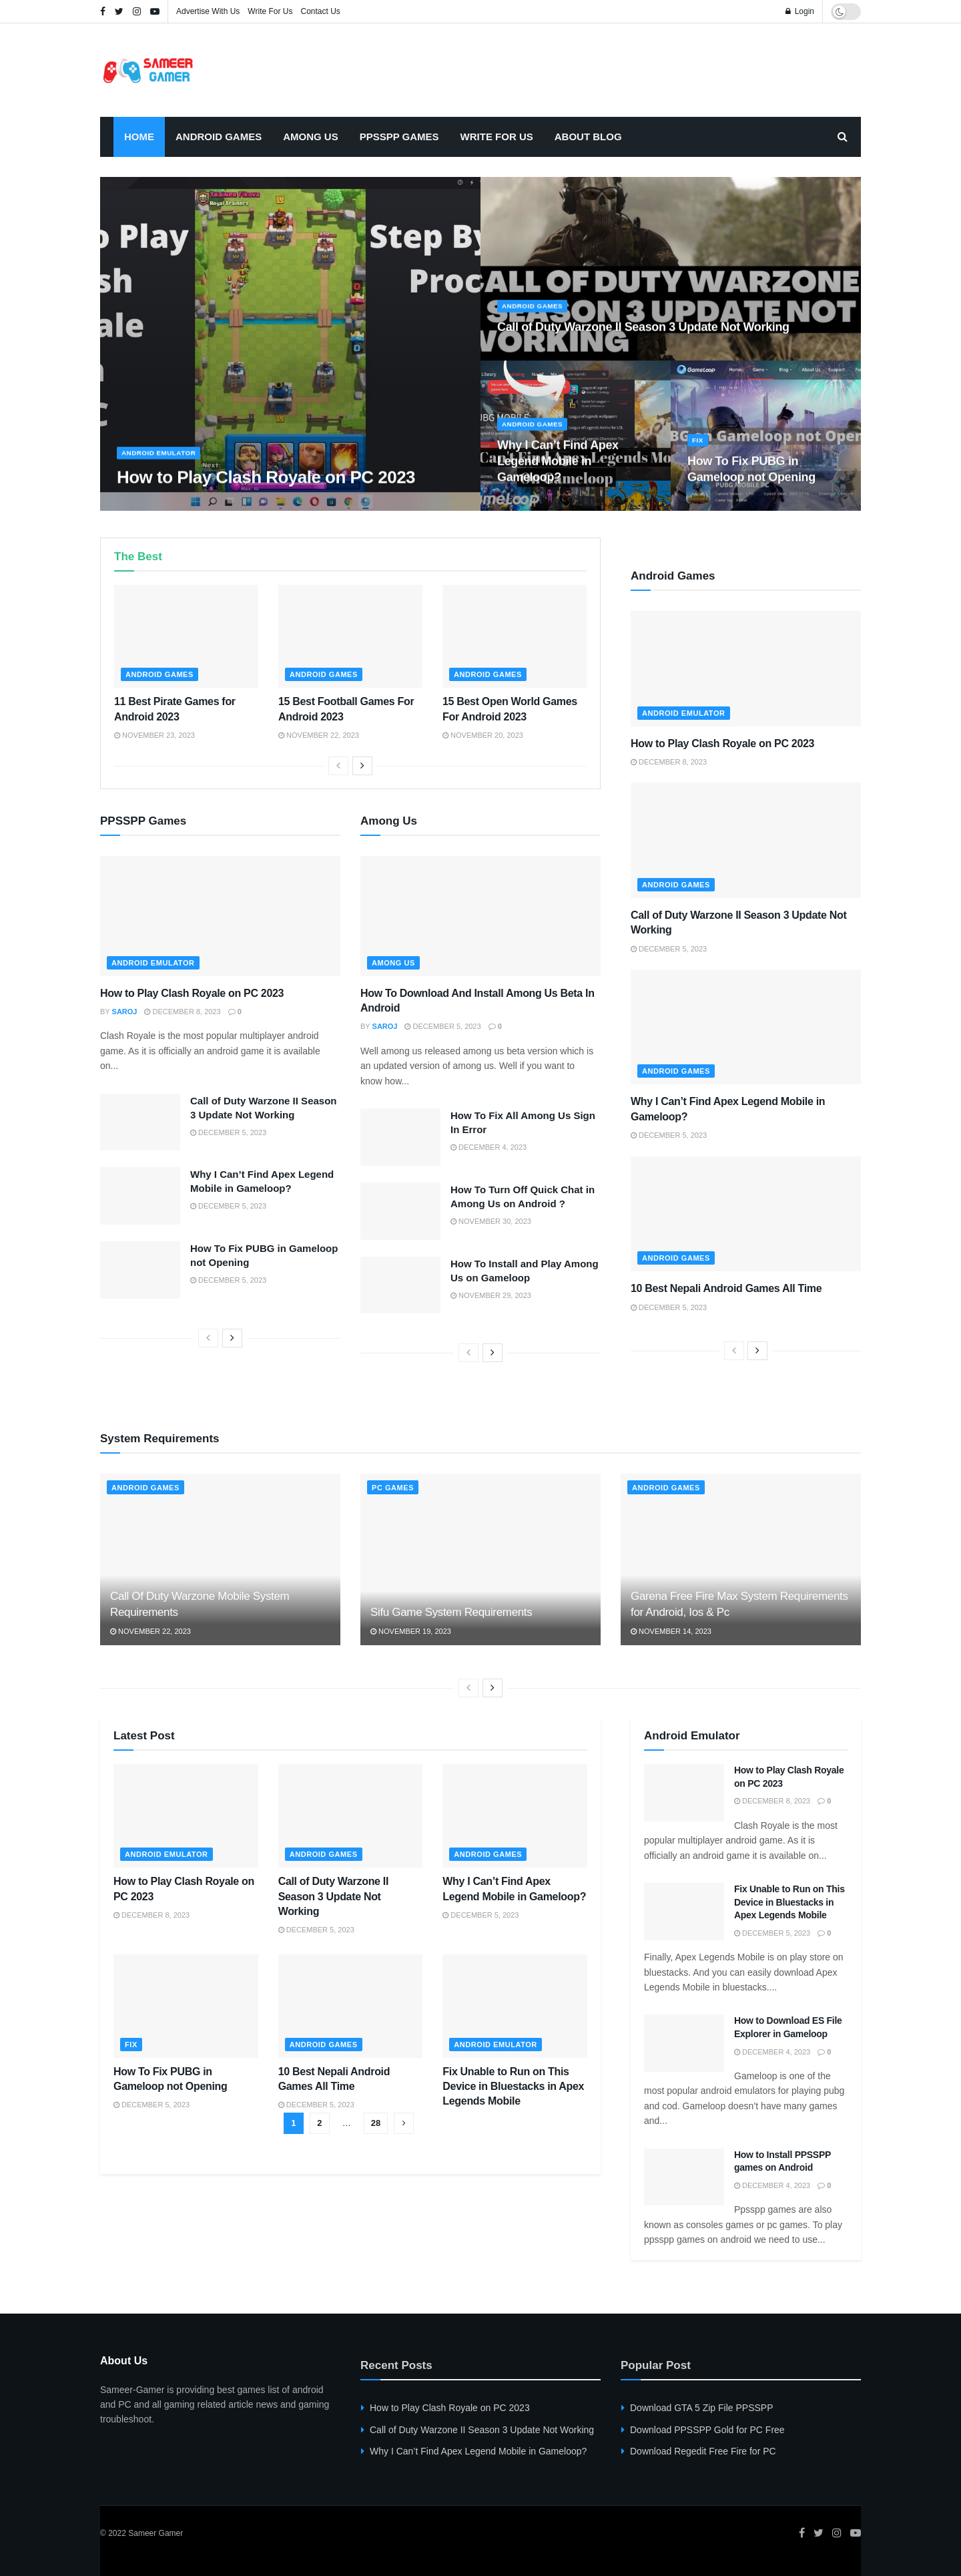 Advertise With Us Write For Us Contact Us Login
SAMEER
GAMER
HOME ANDROID GAMES AMONG US PPSSPP GAMES WRITE FOR US ABOUT BLOG
Trainer Pikova
Royal Trainers
to Play
Step By
Proc
ANDROID EMULATOR
How to Play Clash Royale on PC 2023
CALL OF DUTY WARZONE
SEASON 3 UPDATE NOT
WORKING
ANDROID GAMES
Call of Duty Warzone II Season 3 Update Not Working
ANDROID GAMES
Why I Can't Find Apex
Legend Mobile in
Gameloop?
GameLoop
FIX
How To Fix PUBG in
Gameloop not Opening
The Best
ANDROID GAMES
11 Best Pirate Games for
Android 2023
NOVEMBER 23, 2023
ANDROID GAMES
15 Best Football Games For
Android 2023
NOVEMBER 22, 2023
ANDROID GAMES
15 Best Open World Games
For Android 2023
NOVEMBER 20, 2023
PPSSPP Games
ANDROID EMULATOR
How to Play Clash Royale on PC 2023
BY SAROJ DECEMBER 8, 2023 0
Clash Royale is the most popular multiplayer android
game. As it is officially an android game it is available
on...
Call of Duty Warzone II Season
3 Update Not Working
DECEMBER 5, 2023
Why I Can’t Find Apex Legend
Mobile in Gameloop?
DECEMBER 5, 2023
How To Fix PUBG in Gameloop
not Opening
DECEMBER 5, 2023
Among Us
AMONG US
How To Download And Install Among Us Beta In
Android
BY SAROJ DECEMBER 5, 2023 0
Well among us released among us beta version which is
an updated version of among us. Well if you want to
know how...
How To Fix All Among Us Sign
In Error
DECEMBER 4, 2023
How To Turn Off Quick Chat in
Among Us on Android ?
NOVEMBER 30, 2023
How To Install and Play Among
Us on Gameloop
NOVEMBER 29, 2023
Android Games
ANDROID EMULATOR
How to Play Clash Royale on PC 2023
DECEMBER 8, 2023
ANDROID GAMES
Call of Duty Warzone II Season 3 Update Not
Working
DECEMBER 5, 2023
ANDROID GAMES
Why I Can’t Find Apex Legend Mobile in
Gameloop?
DECEMBER 5, 2023
ANDROID GAMES
10 Best Nepali Android Games All Time
DECEMBER 5, 2023
System Requirements
ANDROID GAMES
Call Of Duty Warzone Mobile System
Requirements
NOVEMBER 22, 2023
PC GAMES
Sifu Game System Requirements
NOVEMBER 19, 2023
ANDROID GAMES
Garena Free Fire Max System Requirements
for Android, Ios & Pc
NOVEMBER 14, 2023
Latest Post
ANDROID EMULATOR
How to Play Clash Royale on
PC 2023
DECEMBER 8, 2023
ANDROID GAMES
Call of Duty Warzone II
Season 3 Update Not
Working
DECEMBER 5, 2023
ANDROID GAMES
Why I Can’t Find Apex
Legend Mobile in Gameloop?
DECEMBER 5, 2023
FIX
How To Fix PUBG in
Gameloop not Opening
DECEMBER 5, 2023
ANDROID GAMES
10 Best Nepali Android
Games All Time
DECEMBER 5, 2023
ANDROID EMULATOR
Fix Unable to Run on This
Device in Bluestacks in Apex
Legends Mobile
1 2 … 28
Android Emulator
How to Play Clash Royale
on PC 2023
DECEMBER 8, 2023 0
Clash Royale is the most
popular multiplayer android game. As it is
officially an android game it is available on...
Fix Unable to Run on This
Device in Bluestacks in
Apex Legends Mobile
DECEMBER 5, 2023 0
Finally, Apex Legends Mobile is on play store on
bluestacks. And you can easily download Apex
Legends Mobile in bluestacks....
How to Download ES File
Explorer in Gameloop
DECEMBER 4, 2023 0
Gameloop is one of the
most popular android emulators for playing pubg
and cod. Gameloop doesn’t have many games
and...
How to Install PPSSPP
games on Android
DECEMBER 4, 2023 0
Ppsspp games are also
known as consoles games or pc games. To play
ppsspp games on android we need to use...
About Us
Sameer-Gamer is providing best games list of android
and PC and all gaming related article news and gaming
troubleshoot.
Recent Posts
How to Play Clash Royale on PC 2023
Call of Duty Warzone II Season 3 Update Not Working
Why I Can’t Find Apex Legend Mobile in Gameloop?
Popular Post
Download GTA 5 Zip File PPSSPP
Download PPSSPP Gold for PC Free
Download Regedit Free Fire for PC
© 2022 Sameer Gamer